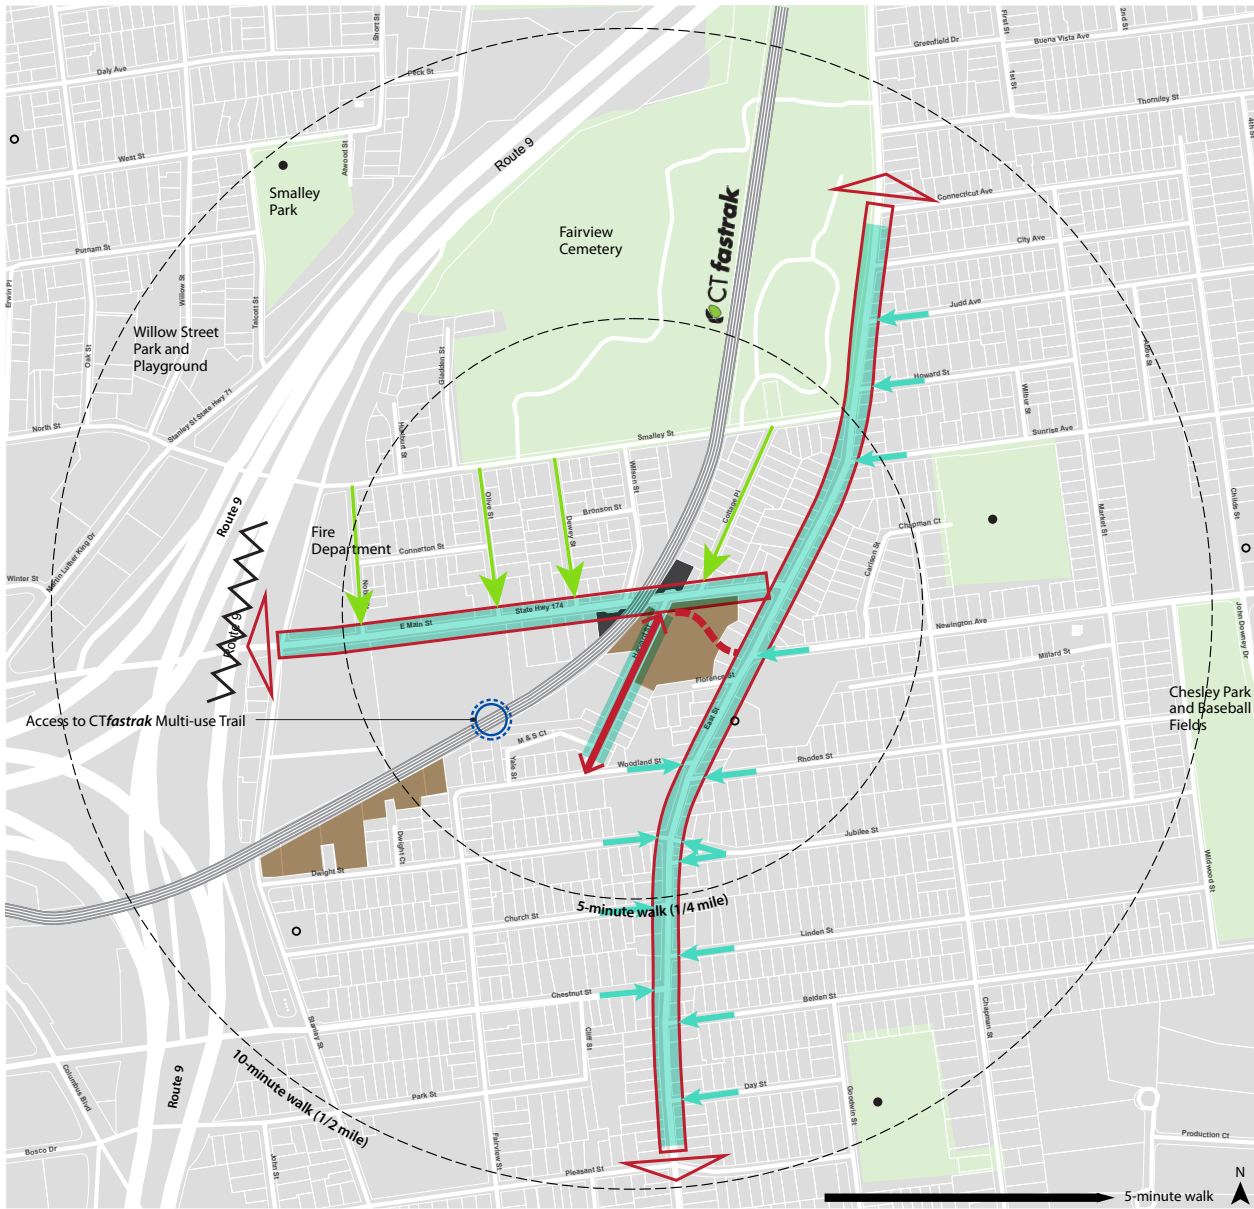 Short St
First St
2nd St
Greenfield Dr
Buena Vista Ave
Daly Ave
Peck St
1st St
Thorniley St
4th St
West St
Atwood St
Route 9
Smalley
Park
Connecticut Ave
Fairview
Cemetery
CTfastrak
City Ave
Putnam St
Erwin Pl
Willow St
Talcott St
Judd Ave
Willow Street
Park and
Playground
Oak St
Gladden St
Howard St
Wilbur St
Stanley St State Hwy 71
North St
Hurlburt St
Smalley St
Sunrise Ave
Wilson St
Route 9
Olive St
Cottage Pl
Market St
Childs St
Fire
Department
Dewey St
Bronson St
Chapman Ct
Connerton St
Carlson St
Martin Luther King Dr
Winter St
State Hwy 174
E Main St
Route 9
Newington Ave
John Downey Dr
Millard St
Florence St
Chesley Park
and Baseball
Fields
Access to CTfastrak Multi-use Trail
East St
M & S Ct
Yale St
Woodland St
Rhodes St
Jubilee St
Dwight Ct
Dwight St
Wildwood St
5-minute walk (1/4 mile)
Church St
Linden St
Chestnut St
Belden St
Stanley St
Cliff St
Chapman St
10-minute walk (1/2 mile)
Route 9
Columbus Blvd
Park St
Day St
Goodwin St
Bosco Dr
John St
Fairview St
Pleasant St
Production Ct
N
5-minute walk